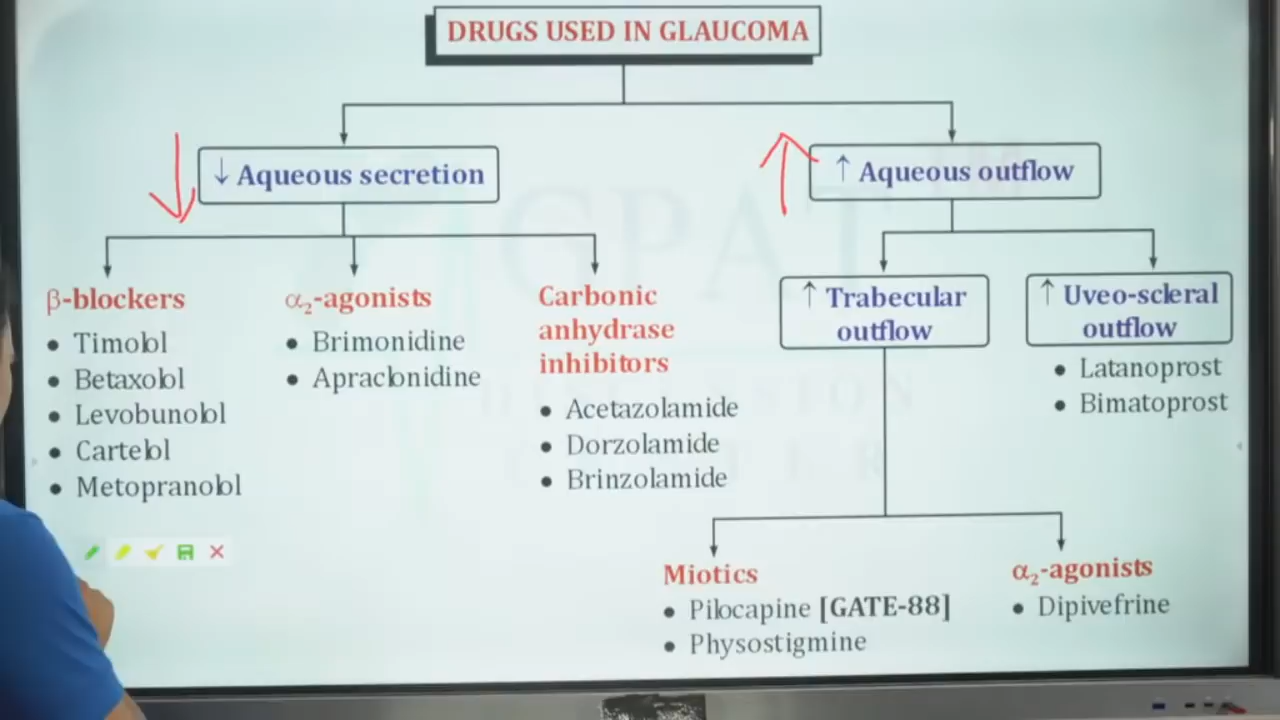 DRUGS USED IN GLAUCOMA
↓ Aqueous secretion
↑ Aqueous outflow
β-blockers
• Timolol
• Betaxolol
• Levobunolol
• Cartelol
• Metopranolol
α₂-agonists
• Brimonidine
• Apraclonidine
Carbonic
anhydrase
inhibitors
• Acetazolamide
• Dorzolamide
• Brinzolamide
↑ Trabecular
outflow
↑ Uveo-scleral
outflow
• Latanoprost
• Bimatoprost
Miotics
• Pilocapine [GATE-88]
• Physostigmine
α₂-agonists
• Dipivefrine
GPAT